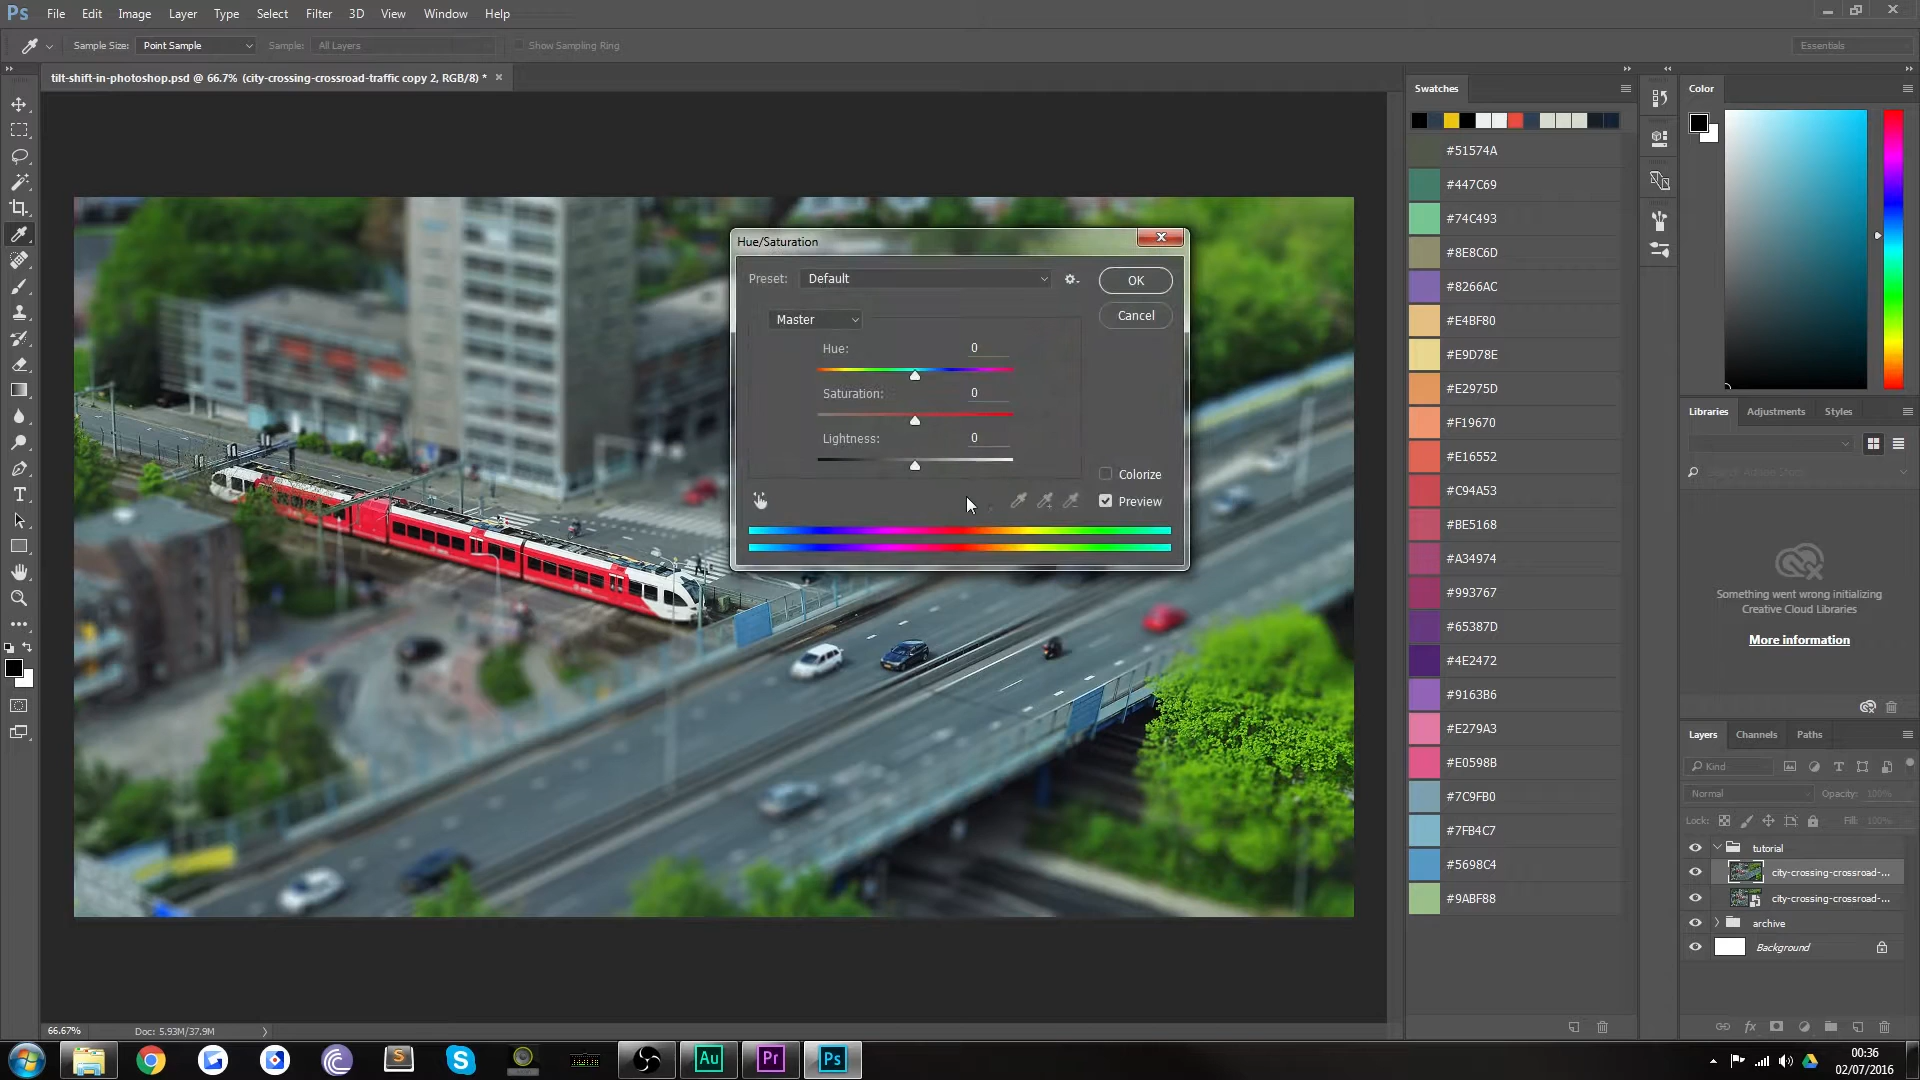 Ps File Edit Image Layer Type Select Filter 3D View Window Help
Sample Size: Point Sample Sample: All Layers Show Sampling Ring Essentials
tilt-shift-in-photoshop.psd @ 66.7% (city-crossing-crossroad-traffic copy 2, RGB/8) * ×
Hue/Saturation
Preset: Default
OK
Cancel
Master
Hue: 0
Saturation: 0
Lightness: 0
Colorize
Preview
Swatches
#51574A
#447C69
#74C493
#8E8C6D
#8266AC
#E4BF80
#E9D78E
#E2975D
#F19670
#E16552
#C94A53
#BE5168
#A34974
#993767
#65387D
#4E2472
#9163B6
#E279A3
#E0598B
#7C9FB0
#7FB4C7
#5698C4
#9ABF88
Color
Libraries Adjustments Styles
Something went wrong initializing
Creative Cloud Libraries
More information
Layers Channels Paths
Kind
Normal Opacity: 100%
Lock: Fill: 100%
tutorial
city-crossing-crossroad-...
city-crossing-crossroad-...
archive
Background
66.67% Doc: 5.93M/37.9M
Au Pr Ps
00:36
02/07/2016